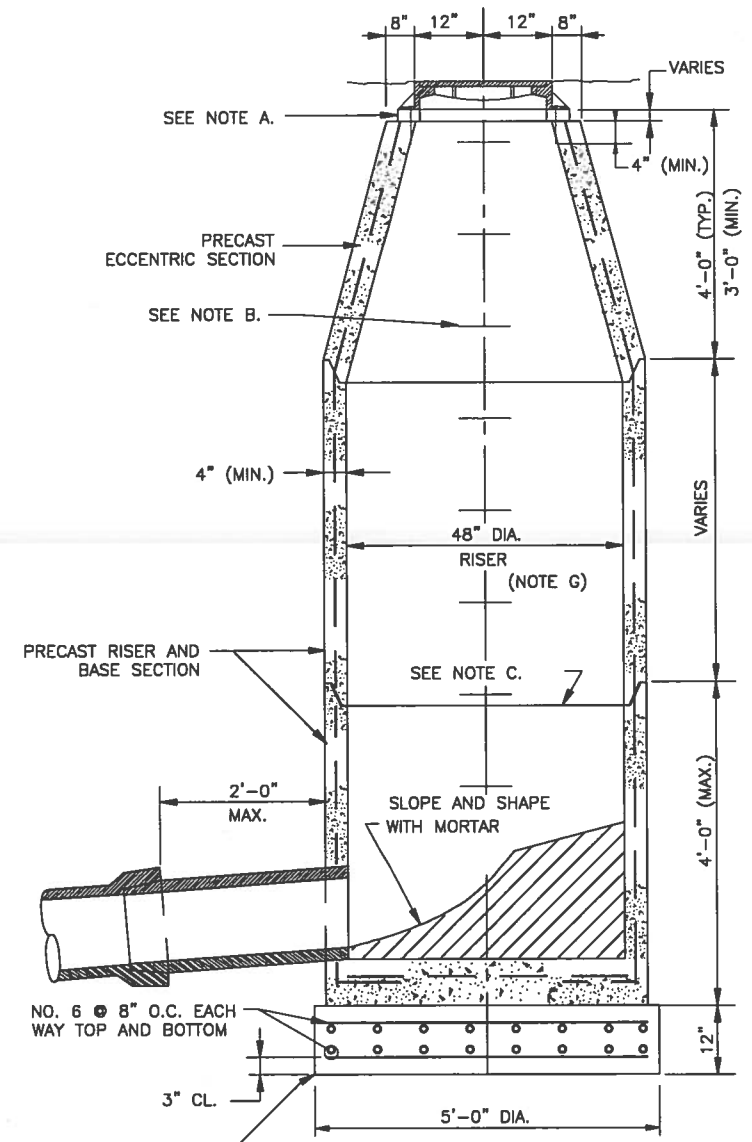 8" 12" 12" 8"
VARIES
SEE NOTE A.
4" (MIN.)
4'-0" (TYP.)
3'-0" (MIN.)
PRECAST
ECCENTRIC SECTION
SEE NOTE B.
4" (MIN.)
VARIES
48" DIA.
RISER
(NOTE G)
PRECAST RISER AND
BASE SECTION
SEE NOTE C.
2'-0"
MAX.
SLOPE AND SHAPE
WITH MORTAR
4'-0" (MAX.)
NO. 6 @ 8" O.C. EACH
WAY TOP AND BOTTOM
12"
3" CL.
5'-0" DIA.